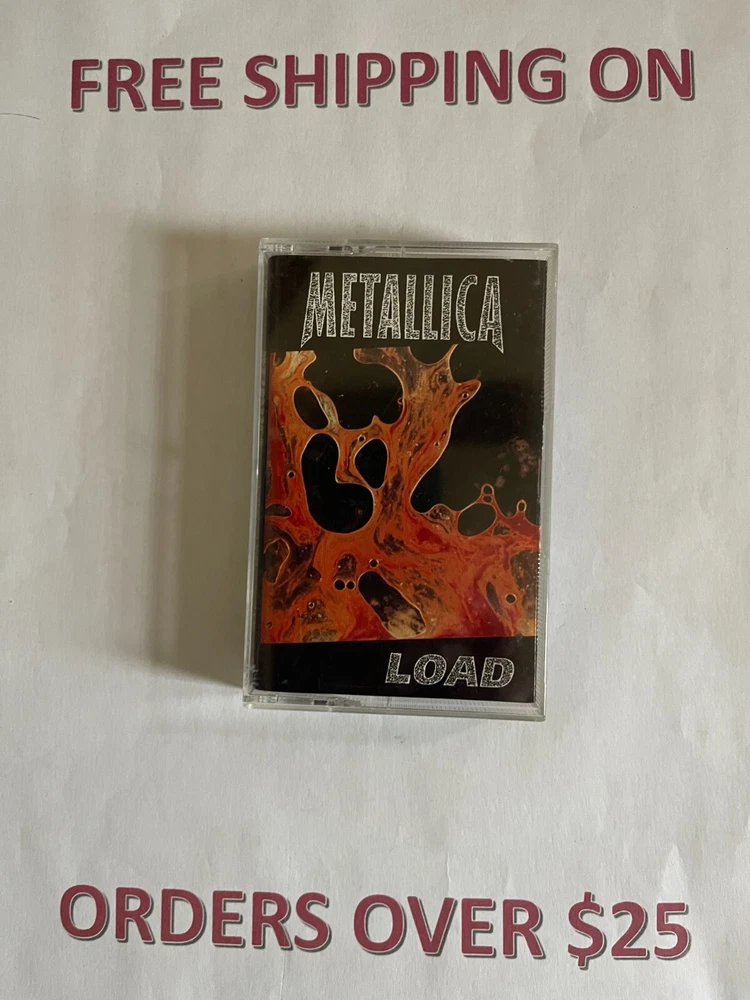 FREE SHIPPING ON
METALLICA
LOAD
ORDERS OVER $25